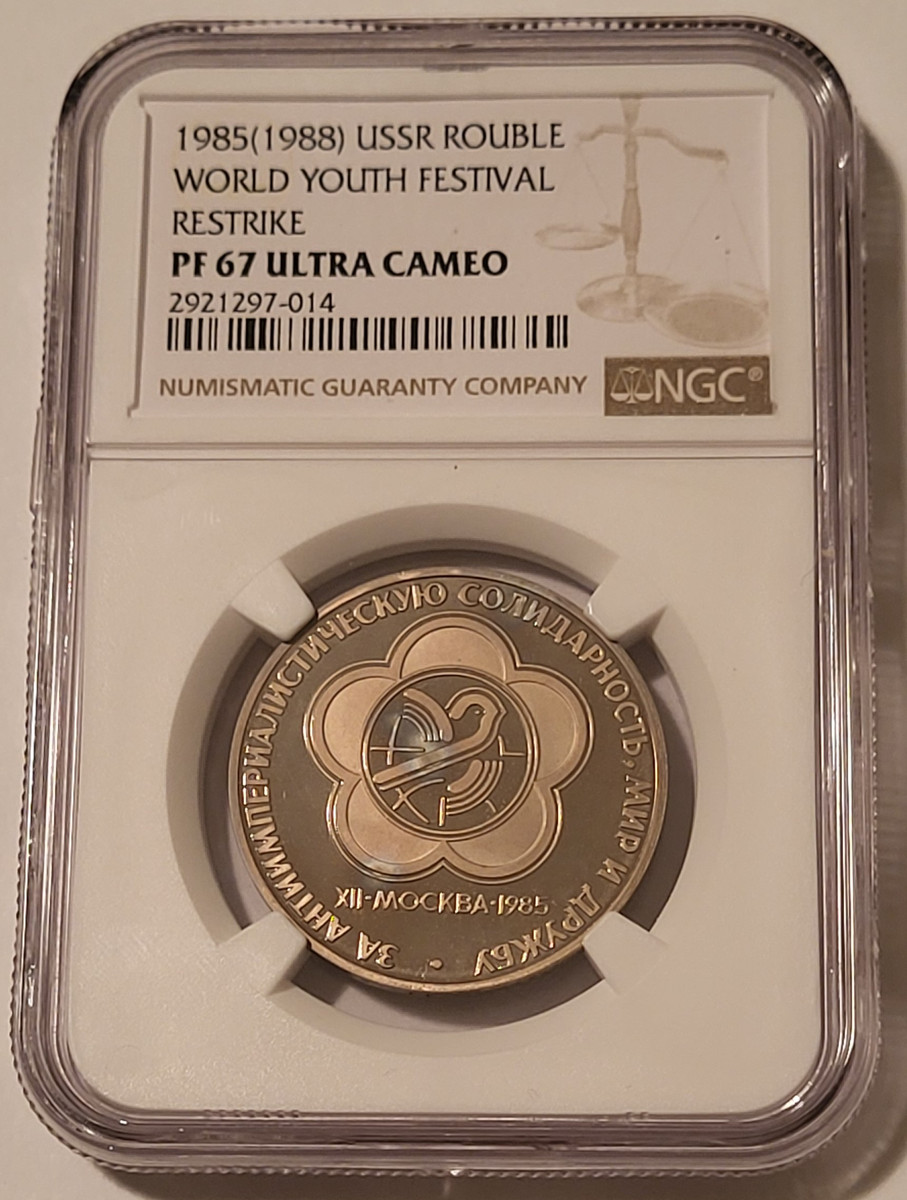 1985(1988) USSR ROUBLE
WORLD YOUTH FESTIVAL
RESTRIKE
PF 67 ULTRA CAMEO
2921297-014
NUMISMATIC GUARANTY COMPANY
NGC®
ЗА АНТИИМПЕРИАЛИСТИЧЕСКУЮ СОЛИДАРНОСТЬ, МИР И ДРУЖБУ •
XII-МОСКВА-1985